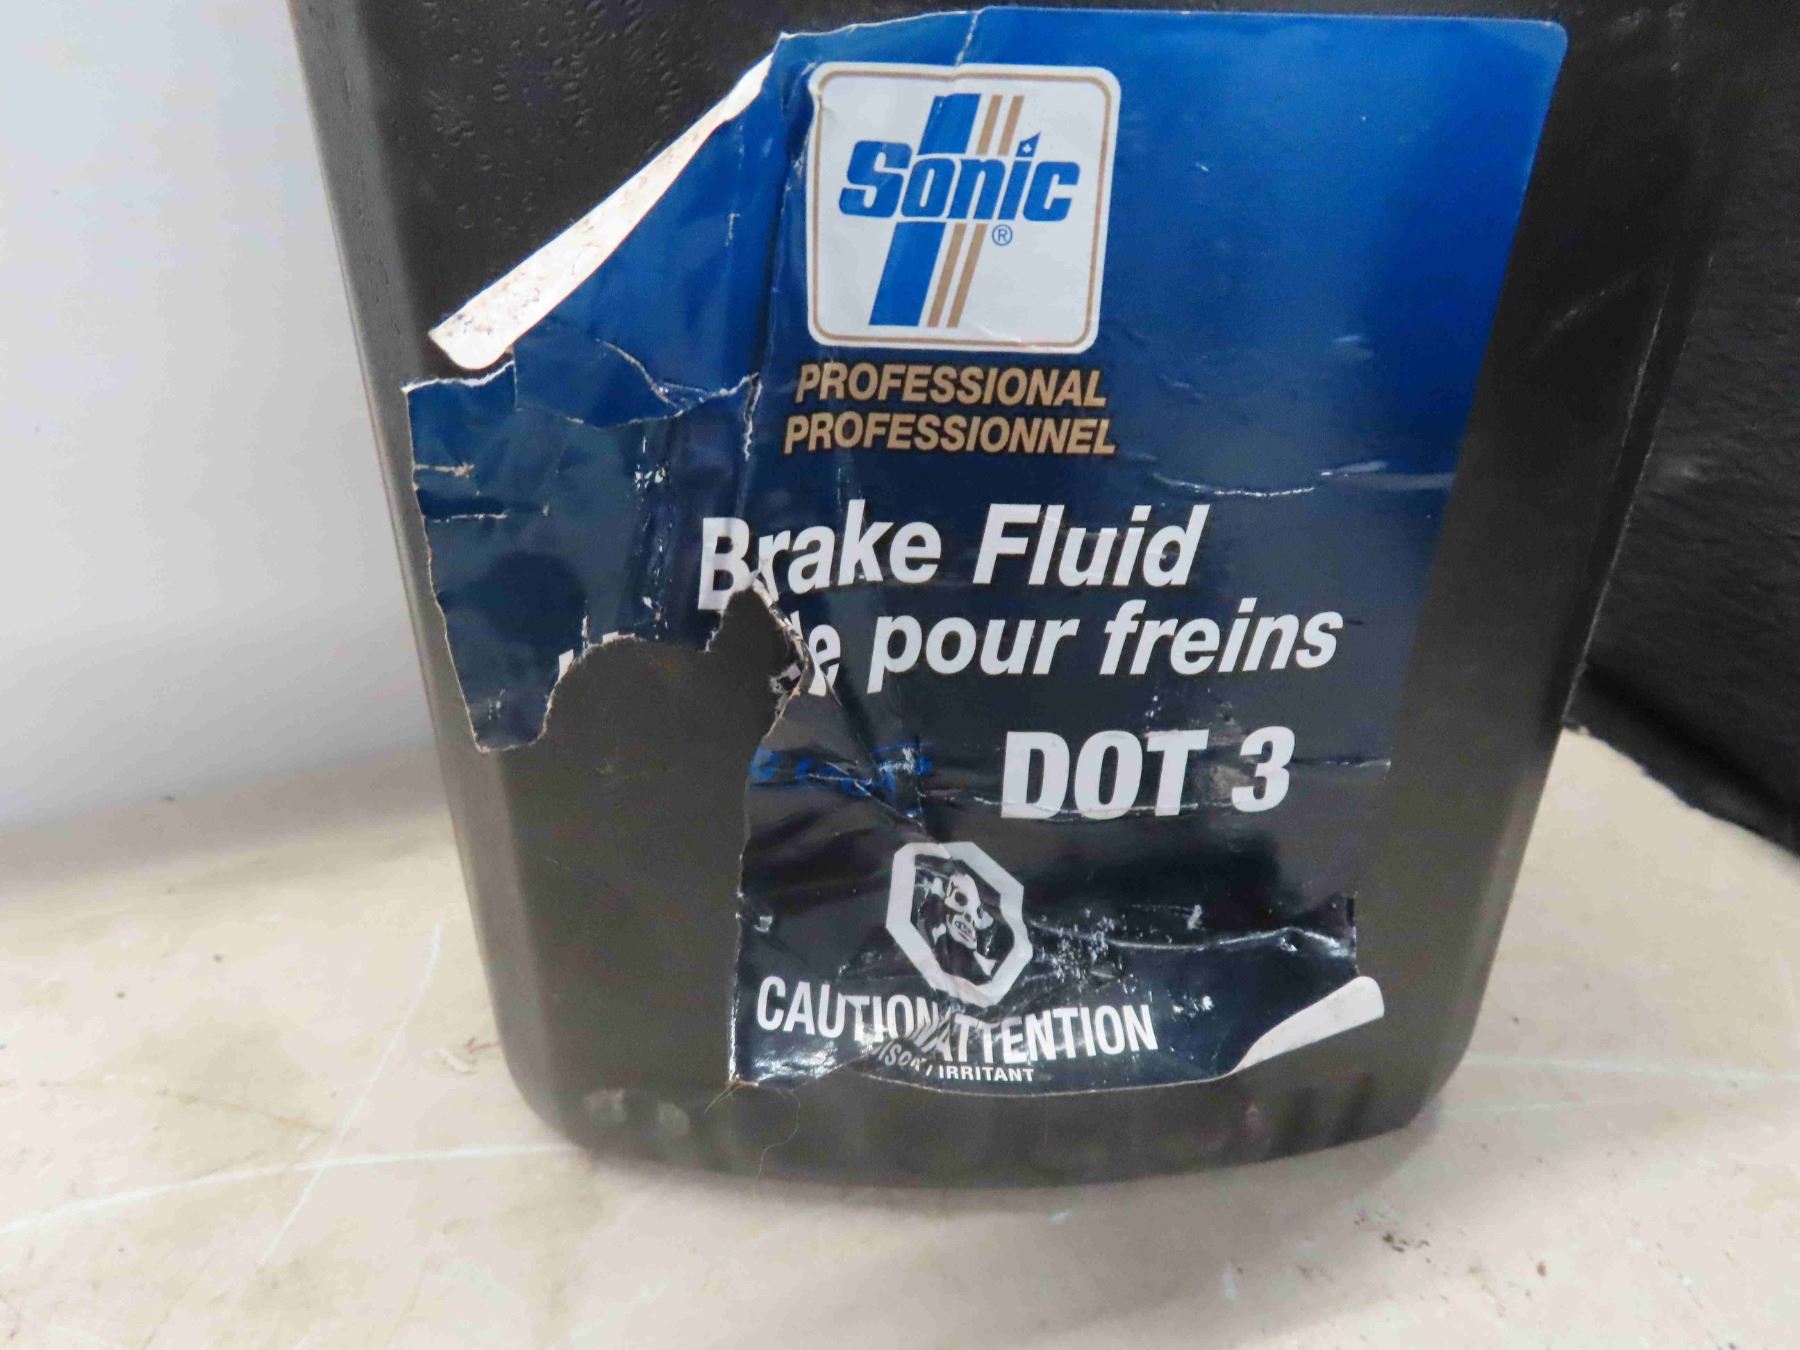 Sonic®
PROFESSIONAL
PROFESSIONNEL
Brake Fluid
pour freins
DOT 3
CAUTION ATTENTION
/ IRRITANT